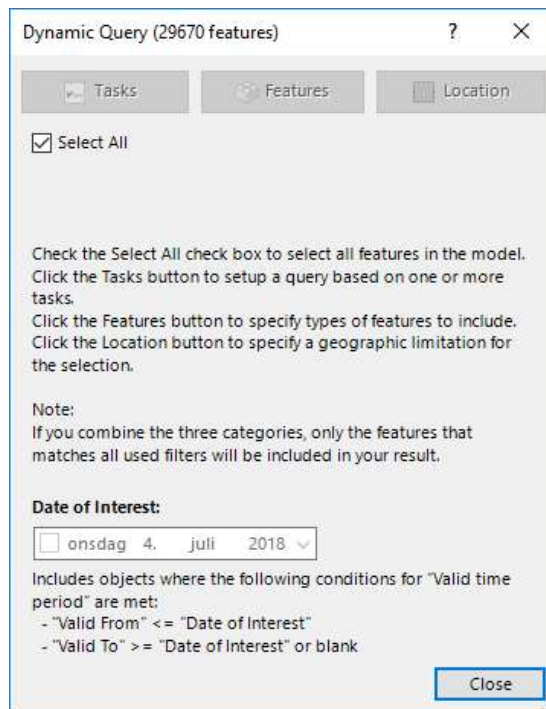 Dynamic Query (29670 features)
?
Tasks
Features
Location
Select All
Check the Select All check box to select all features in the model.
Click the Tasks button to setup a query based on one or more
tasks.
Click the Features button to specify types of features to include.
Click the Location button to specify a geographic limitation for
the selection.
Note:
If you combine the three categories, only the features that
matches all used filters will be included in your result.
Date of Interest:
onsdag 4. juli 2018
Includes objects where the following conditions for "Valid time
period" are met:
- "Valid From" <= "Date of Interest"
- "Valid To" >= "Date of Interest" or blank
Close